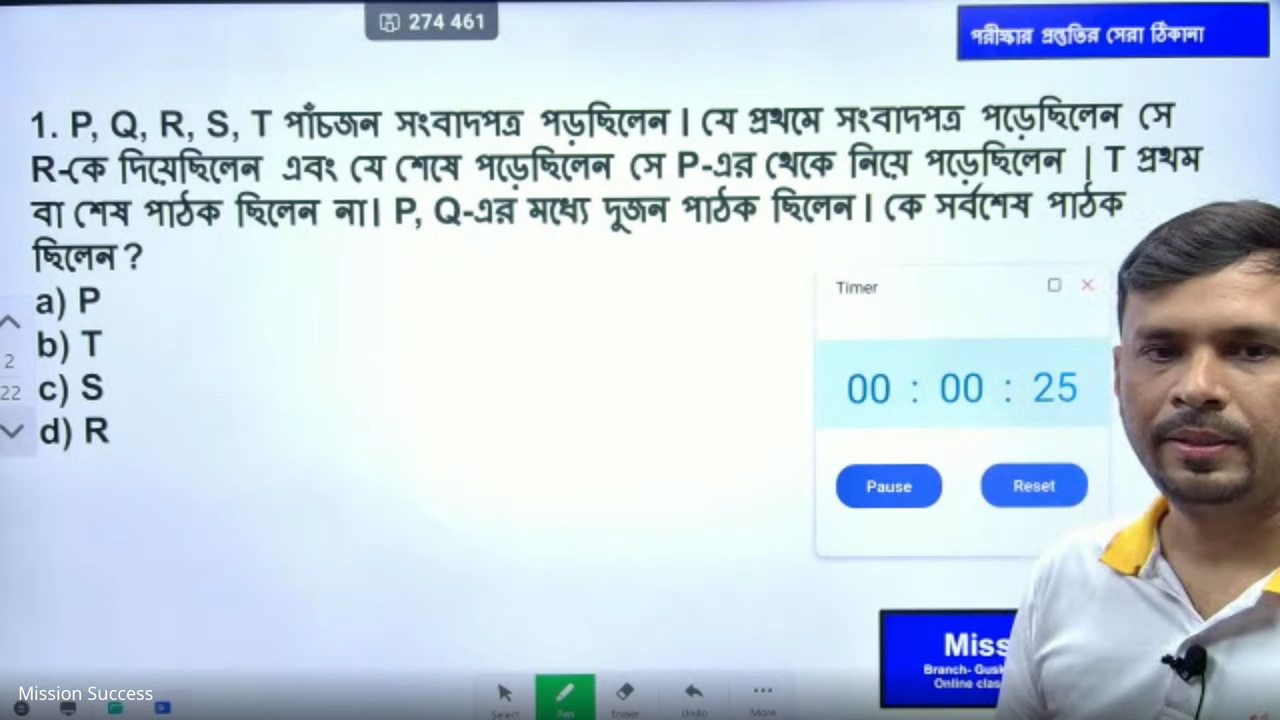 274 461
পরীক্ষার প্রস্তুতির সেরা ঠিকানা
1. P, Q, R, S, T পাঁচজন সংবাদপত্র পড়ছিলেন। যে প্রথমে সংবাদপত্র পড়েছিলেন সে
R-কে দিয়েছিলেন এবং যে শেষে পড়েছিলেন সে P-এর থেকে নিয়ে পড়েছিলেন | T প্রথম
বা শেষ পাঠক ছিলেন না। P, Q-এর মধ্যে দুজন পাঠক ছিলেন। কে সর্বশেষ পাঠক
ছিলেন?
a) P
b) T
c) S
d) R
2
22
Timer
00 : 00 : 25
Pause
Reset
Miss
Branch- Gusk
Online clas
Mission Success
Select
Pen
Eraser
Undo
More